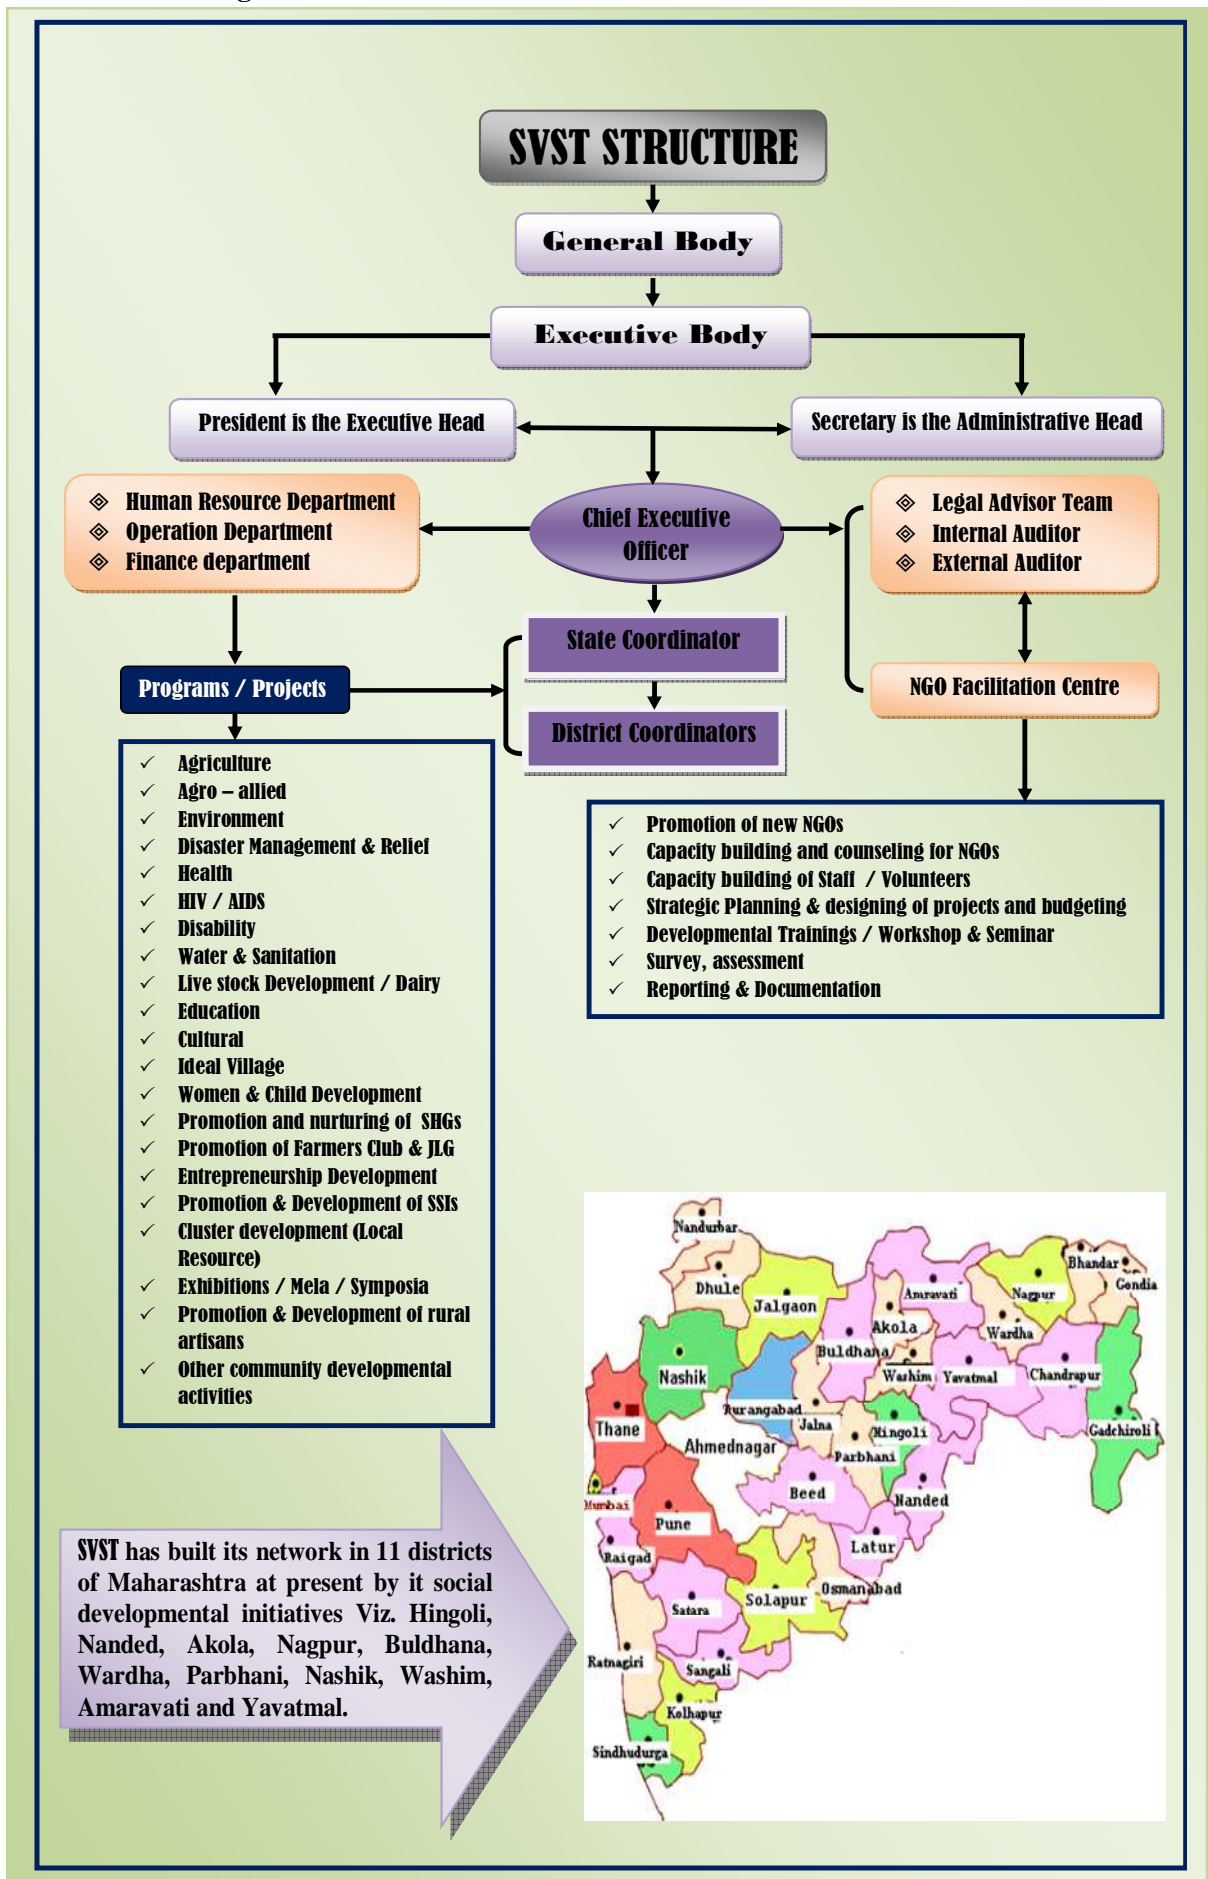 SVST STRUCTURE
General Body
Executive Body
President is the Executive Head
Secretary is the Administrative Head
Human Resource Department
Operation Department
Finance department
Chief Executive
Officer
Legal Advisor Team
Internal Auditor
External Auditor
State Coordinator
Programs / Projects
NGO Facilitation Centre
District Coordinators
Agriculture
Agro – allied
Environment
Disaster Management & Relief
Health
HIV / AIDS
Disability
Water & Sanitation
Live stock Development / Dairy
Education
Cultural
Ideal Village
Women & Child Development
Promotion and nurturing of SHGs
Promotion of Farmers Club & JLG
Entrepreneurship Development
Promotion & Development of SSIs
Cluster development (Local
Resource)
Exhibitions / Mela / Symposia
Promotion & Development of rural
artisans
Other community developmental
activities
Promotion of new NGOs
Capacity building and counseling for NGOs
Capacity building of Staff / Volunteers
Strategic Planning & designing of projects and budgeting
Developmental Trainings / Workshop & Seminar
Survey, assessment
Reporting & Documentation
SVST has built its network in 11 districts
of Maharashtra at present by it social
developmental initiatives Viz. Hingoli,
Nanded, Akola, Nagpur, Buldhana,
Wardha, Parbhani, Nashik, Washim,
Amaravati and Yavatmal.
Nandurbar
Dhule
Jalgaon
Amravati
Nagpur
Bhandar
Gondia
Akola
Wardha
Buldhana
Nashik
Washim
Yavatmal
Chandrapur
Aurangabad
Jalna
Hingoli
Gadchiroli
Thane
Ahmednagar
Parbhani
Beed
Nanded
Mumbai
Pune
Latur
Raigad
Osmanabad
Satara
Solapur
Ratnagiri
Sangali
Kolhapur
Sindhudurga